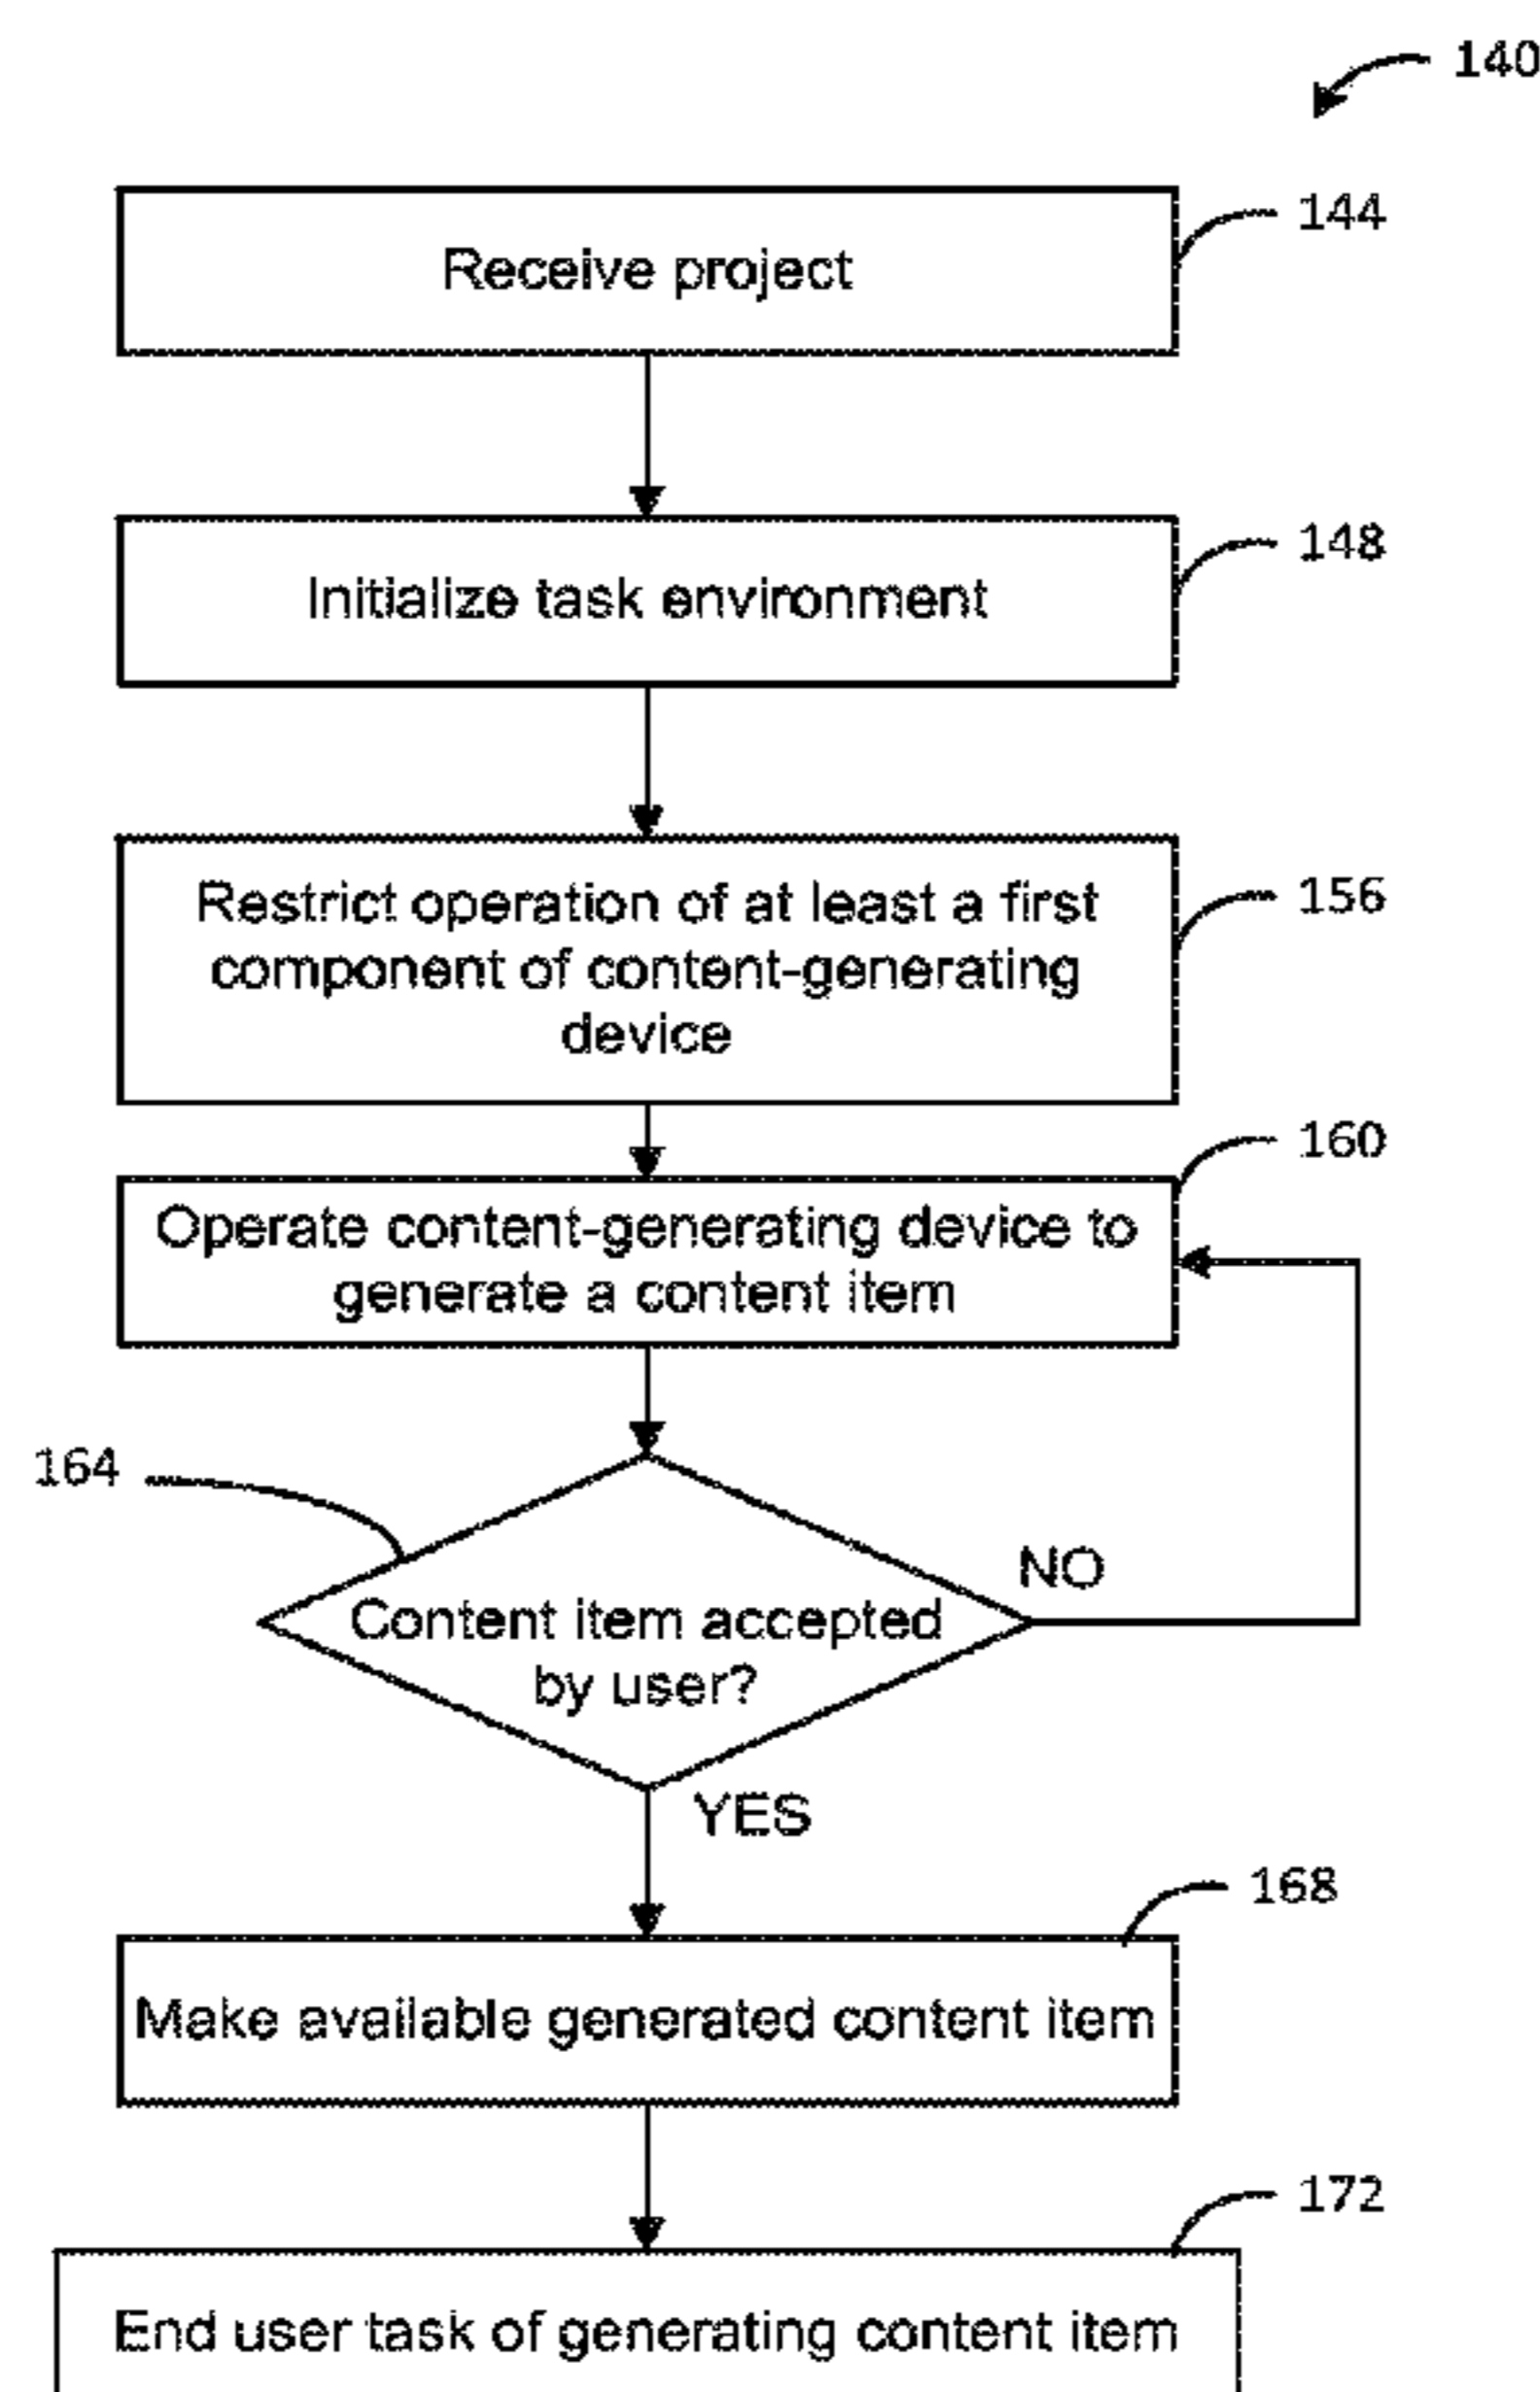 140
Receive project
144
Initialize task environment
148
Restrict operation of at least a first
component of content-generating
device
156
160
Operate content-generating device to
generate a content item
164
NO
Content item accepted
by user?
YES
168
Make available generated content item
172
End user task of generating content item